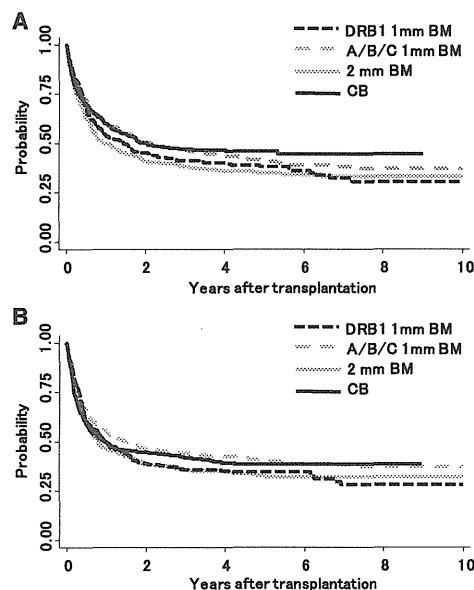 A
DRB1 1mm BM
A/B/C 1mm BM
2 mm BM
CB
Probability
1.00
0.75
0.50
0.25
0.00
0 2 4 6 8 10
Years after transplantation
B
DRB1 1mm BM
A/B/C 1mm BM
2 mm BM
CB
Probability
1.00
0.75
0.50
0.25
0.00
0 2 4 6 8 10
Years after transplantation